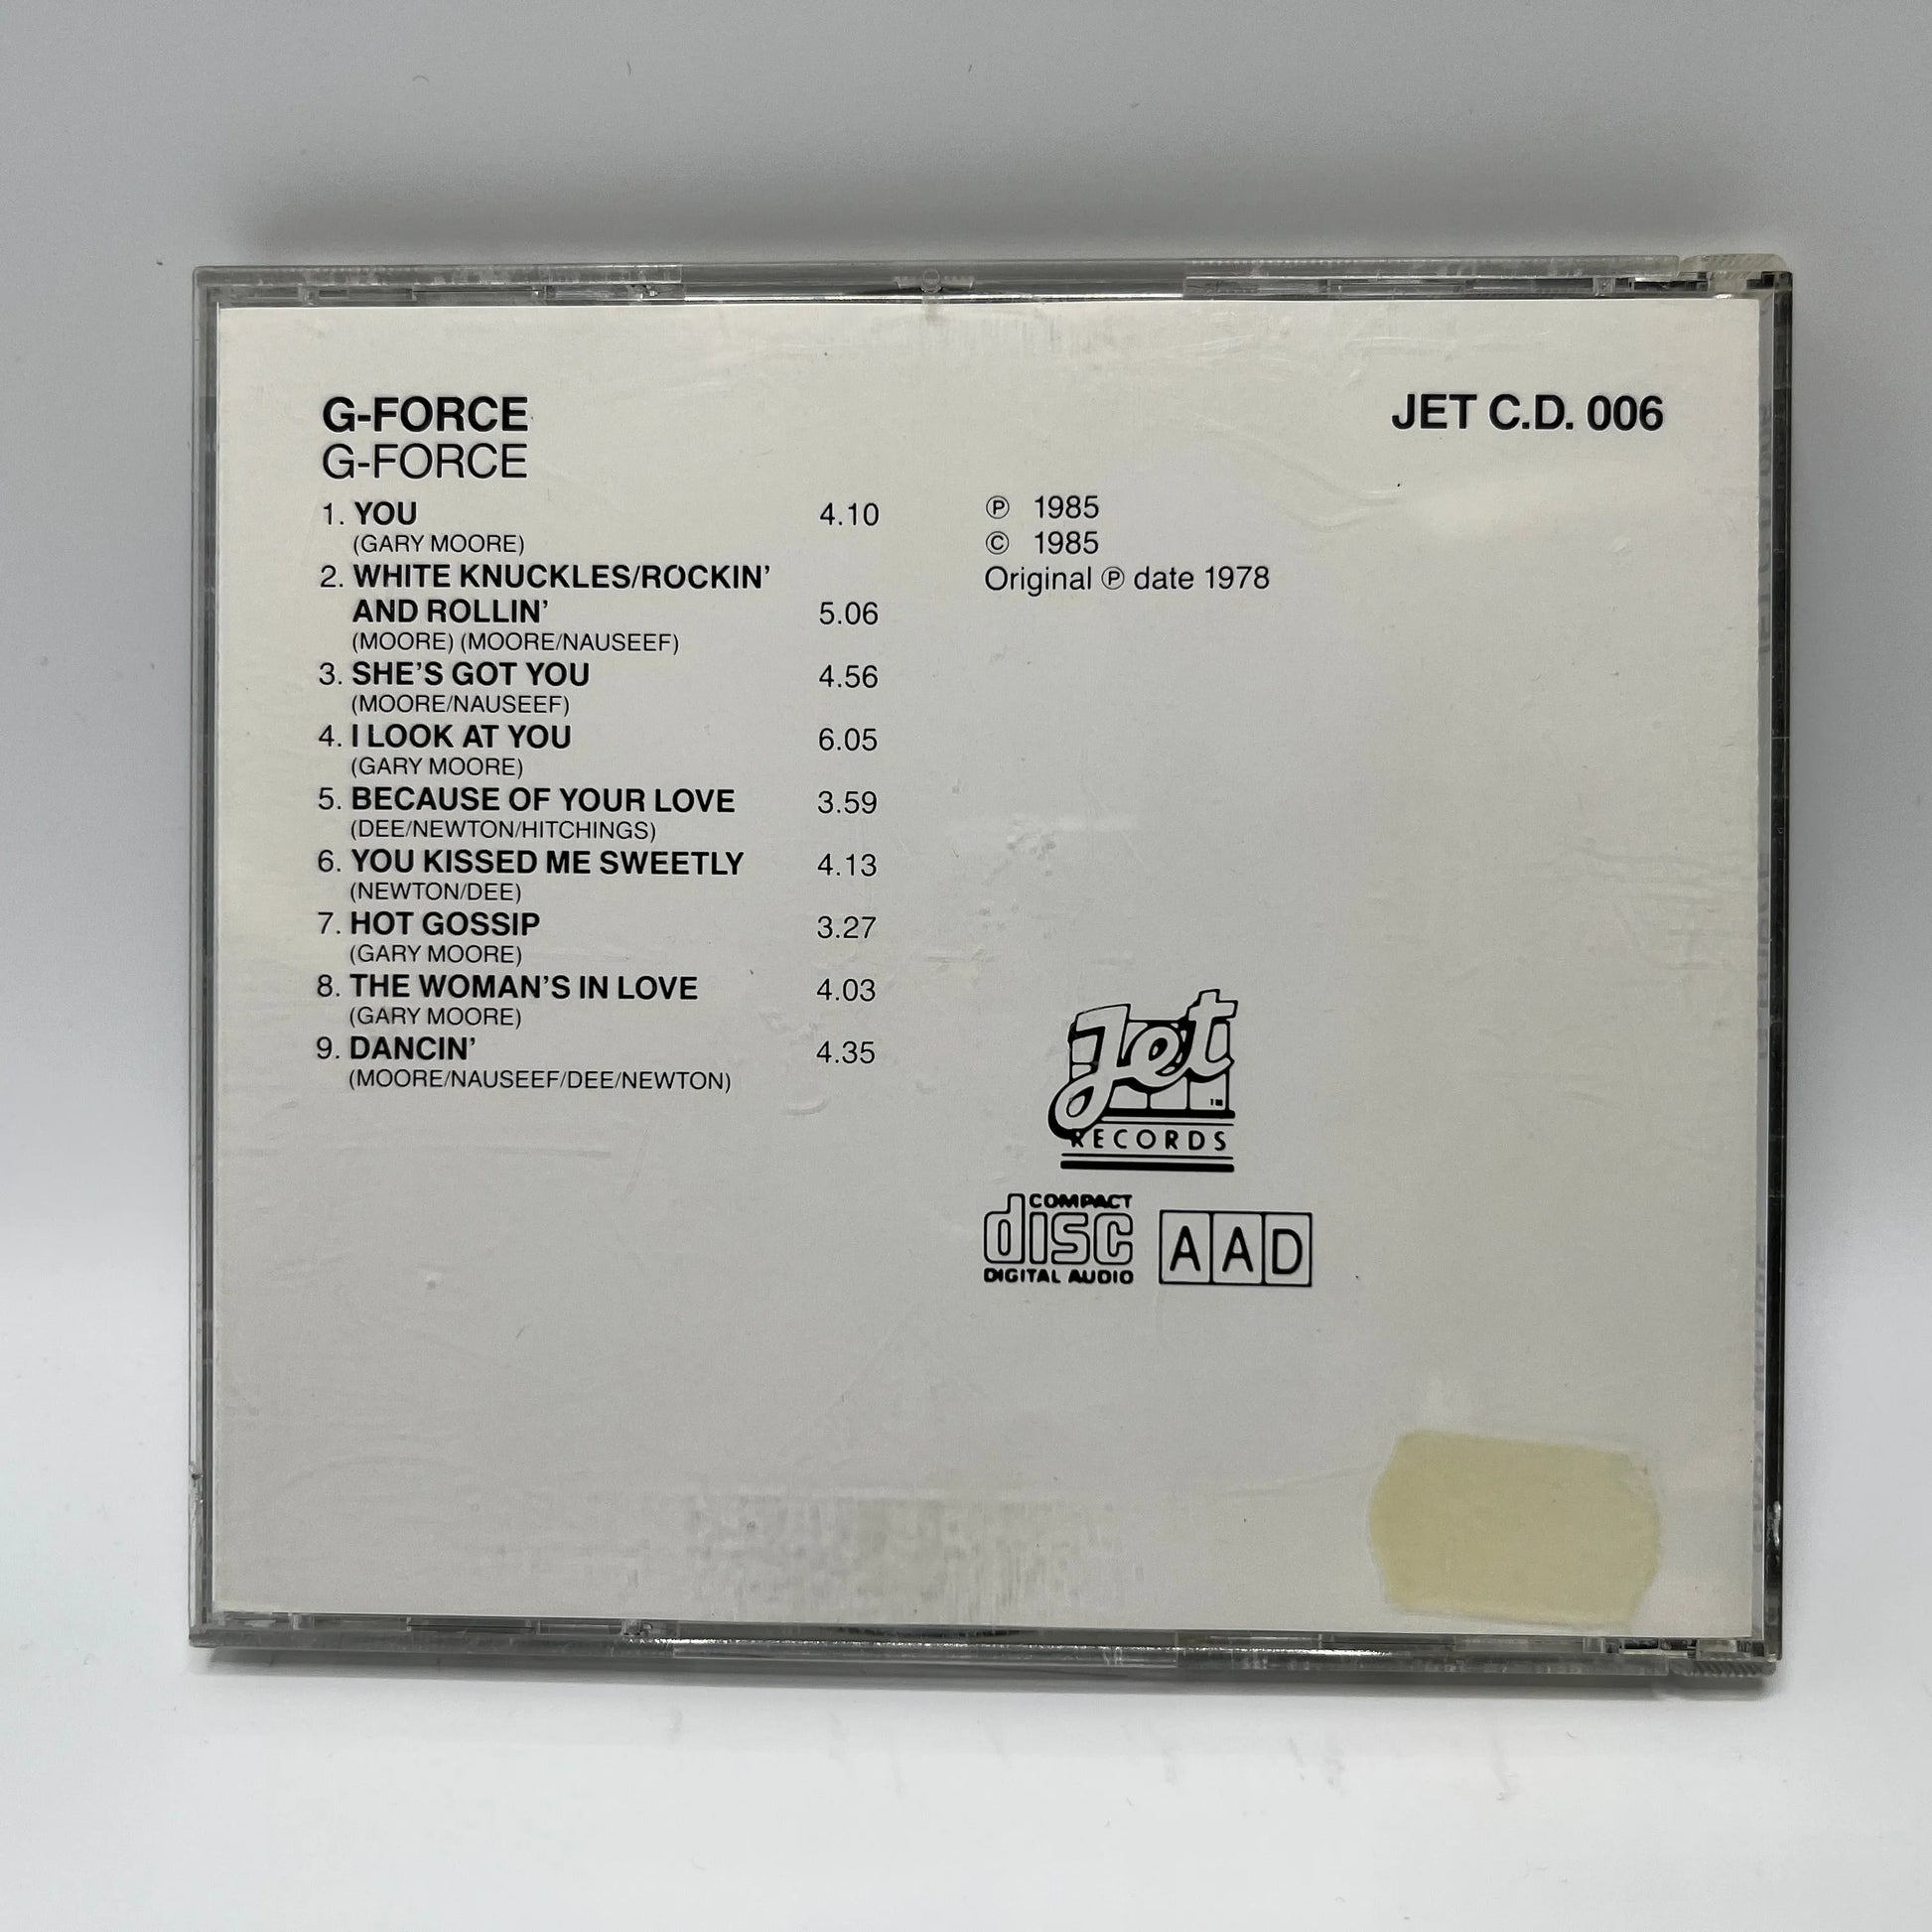 G-FORCE
G-FORCE
JET C.D. 006
1. YOU 4.10
(GARY MOORE)
2. WHITE KNUCKLES/ROCKIN'
AND ROLLIN' 5.06
(MOORE) (MOORE/NAUSEEF)
3. SHE'S GOT YOU 4.56
(MOORE/NAUSEEF)
4. I LOOK AT YOU 6.05
(GARY MOORE)
5. BECAUSE OF YOUR LOVE 3.59
(DEE/NEWTON/HITCHINGS)
6. YOU KISSED ME SWEETLY 4.13
(NEWTON/DEE)
7. HOT GOSSIP 3.27
(GARY MOORE)
8. THE WOMAN'S IN LOVE 4.03
(GARY MOORE)
9. DANCIN' 4.35
(MOORE/NAUSEEF/DEE/NEWTON)
Ⓟ 1985
© 1985
Original Ⓟ date 1978
Jet
TM
RECORDS
COMPACT
disc
DIGITAL AUDIO
AAD